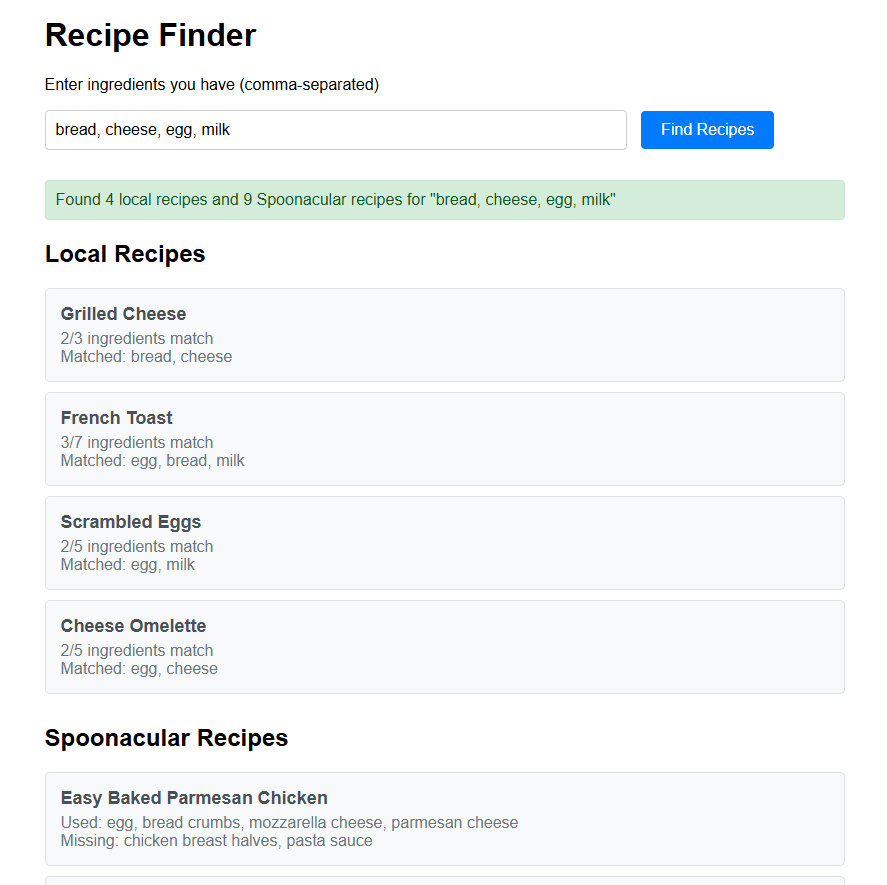 Recipe Finder
Enter ingredients you have (comma-separated)
bread, cheese, egg, milk
Find Recipes
Found 4 local recipes and 9 Spoonacular recipes for "bread, cheese, egg, milk"
Local Recipes
Grilled Cheese
2/3 ingredients match
Matched: bread, cheese
French Toast
3/7 ingredients match
Matched: egg, bread, milk
Scrambled Eggs
2/5 ingredients match
Matched: egg, milk
Cheese Omelette
2/5 ingredients match
Matched: egg, cheese
Spoonacular Recipes
Easy Baked Parmesan Chicken
Used: egg, bread crumbs, mozzarella cheese, parmesan cheese
Missing: chicken breast halves, pasta sauce